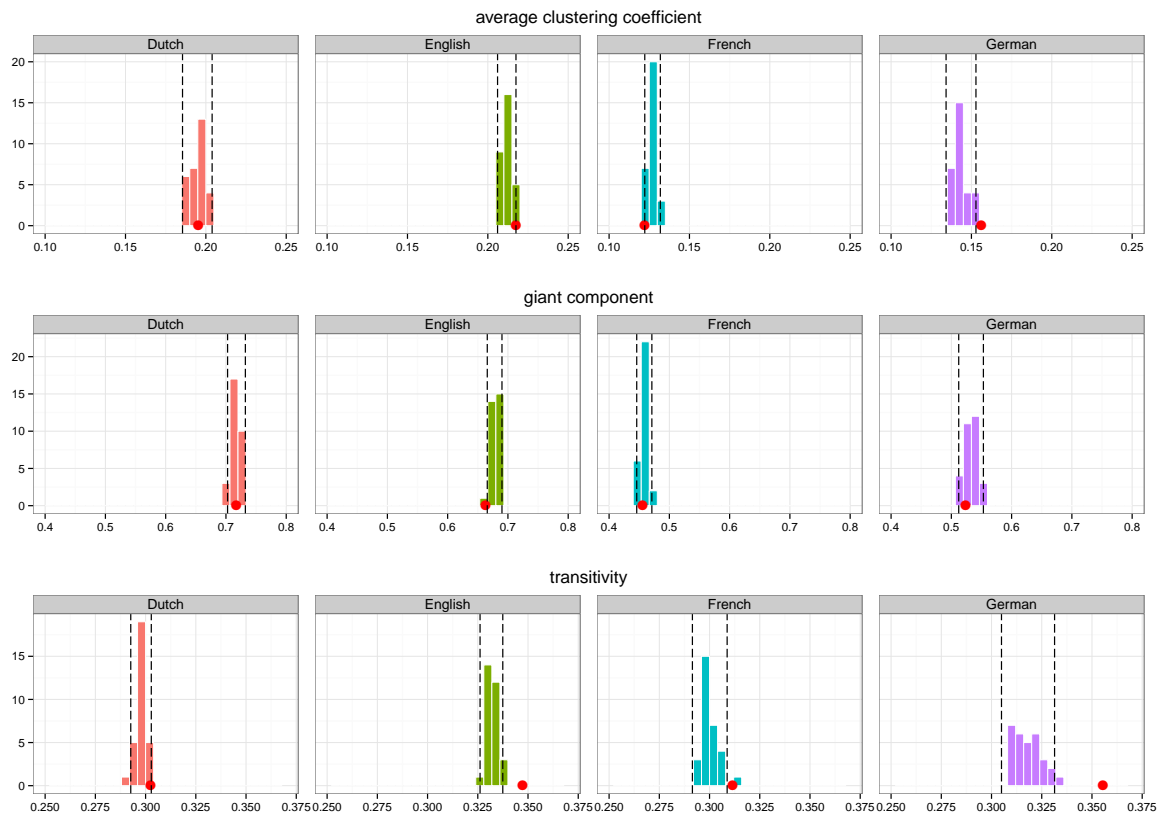 average clustering coefficient
Dutch English French German
20
15
10
5
0
0.10 0.15 0.20 0.25 0.10 0.15 0.20 0.25 0.10 0.15 0.20 0.25 0.10 0.15 0.20 0.25
giant component
Dutch English French German
20
15
10
5
0
0.4 0.5 0.6 0.7 0.8 0.4 0.5 0.6 0.7 0.8 0.4 0.5 0.6 0.7 0.8 0.4 0.5 0.6 0.7 0.8
transitivity
Dutch English French German
15
10
5
0
0.250 0.275 0.300 0.325 0.350 0.375 0.250 0.275 0.300 0.325 0.350 0.375 0.250 0.275 0.300 0.325 0.350 0.375 0.250 0.275 0.300 0.325 0.350 0.375